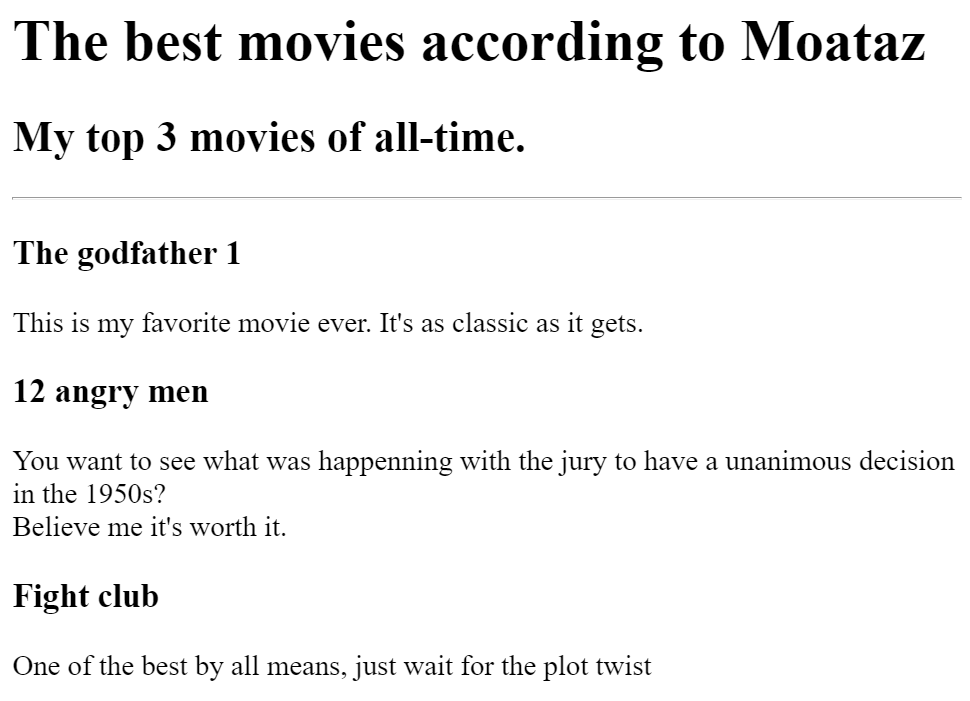 The best movies according to Moataz
My top 3 movies of all-time.
The godfather 1
This is my favorite movie ever. It's as classic as it gets.
12 angry men
You want to see what was happenning with the jury to have a unanimous decision
in the 1950s?
Believe me it's worth it.
Fight club
One of the best by all means, just wait for the plot twist